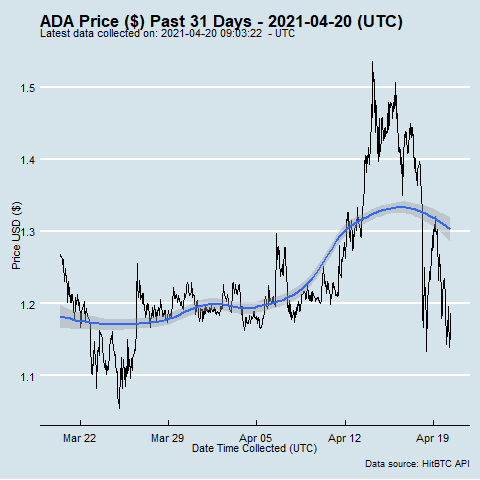 ADA Price ($) Past 31 Days - 2021-04-20 (UTC)
Latest data collected on: 2021-04-20 09:03:22 - UTC
1.5
1.4
1.3
1.2
1.1
Price USD ($)
Mar 22
Mar 29
Apr 05
Apr 12
Apr 19
Date Time Collected (UTC)
Data source: HitBTC API